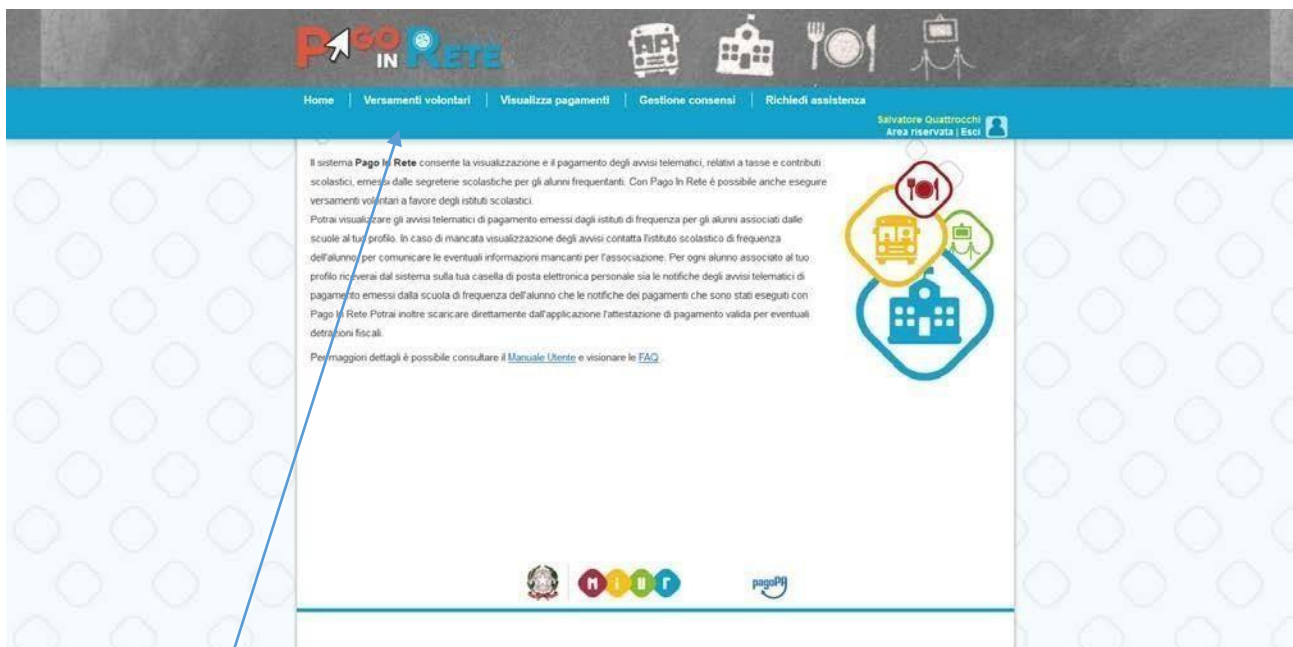 PAGO
IN RETE
Home | Versamenti volontari | Visualizza pagamenti | Gestione consensi | Richiedi assistenza
Salvatore Quattrocchi
Area riservata | Esci
Il sistema Pago In Rete consente la visualizzazione e il pagamento degli avvisi telematici, relativi a tasse e contributi
scolastici, emessi dalle segreterie scolastiche per gli alunni frequentanti. Con Pago In Rete è possibile anche eseguire
versamenti volontari a favore degli istituti scolastici.
Potrai visualizzare gli avvisi telematici di pagamento emessi dagli istituti di frequenza per gli alunni associati dalle
scuole al tuo profilo. In caso di mancata visualizzazione degli avvisi contatta l'istituto scolastico di frequenza
dell'alunno, per comunicare le eventuali informazioni mancanti per l'associazione. Per ogni alunno associato al tuo
profilo riceverai dal sistema sulla tua casella di posta elettronica personale sia le notifiche degli avvisi telematici di
pagamento emessi dalla scuola di frequenza dell'alunno che le notifiche dei pagamenti che sono stati eseguiti con
Pago In Rete Potrai inoltre scaricare direttamente dall'applicazione l'attestazione di pagamento valida per eventuali
detrazioni fiscali.
Per maggiori dettagli è possibile consultare il Manuale Utente e visionare le FAQ .
miur
pagoPA